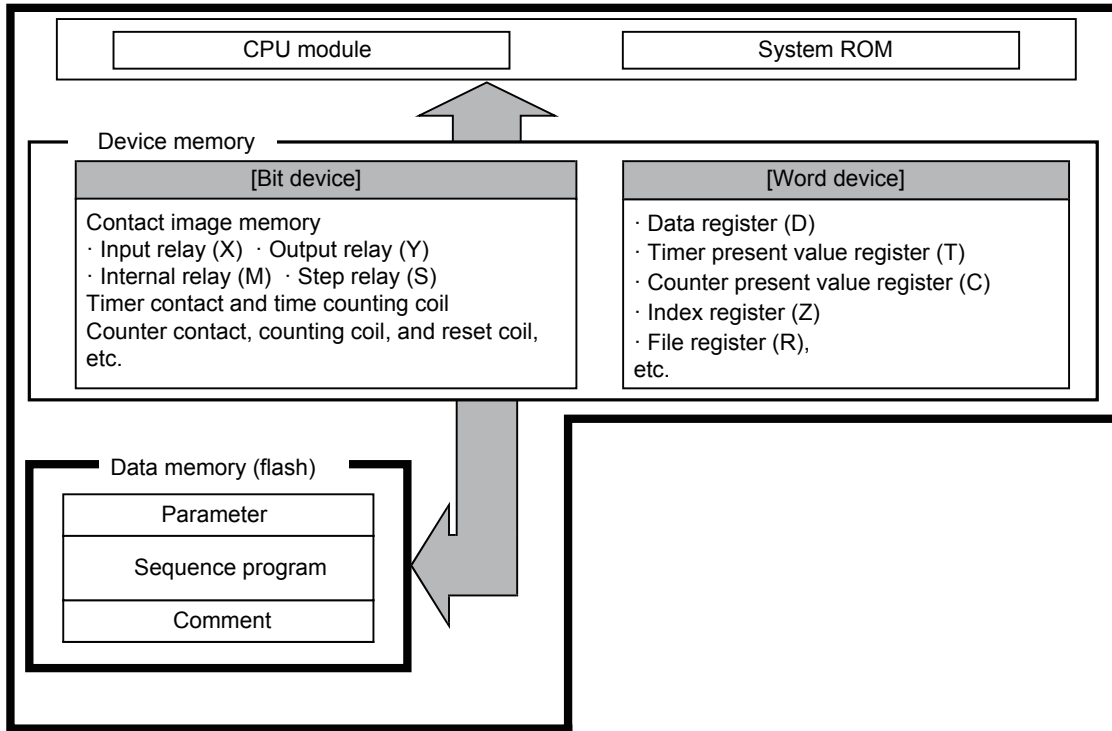 CPU module
System ROM
Device memory
[Bit device]
Contact image memory
· Input relay (X) · Output relay (Y)
· Internal relay (M) · Step relay (S)
Timer contact and time counting coil
Counter contact, counting coil, and reset coil,
etc.
[Word device]
· Data register (D)
· Timer present value register (T)
· Counter present value register (C)
· Index register (Z)
· File register (R),
etc.
Data memory (flash)
Parameter
Sequence program
Comment